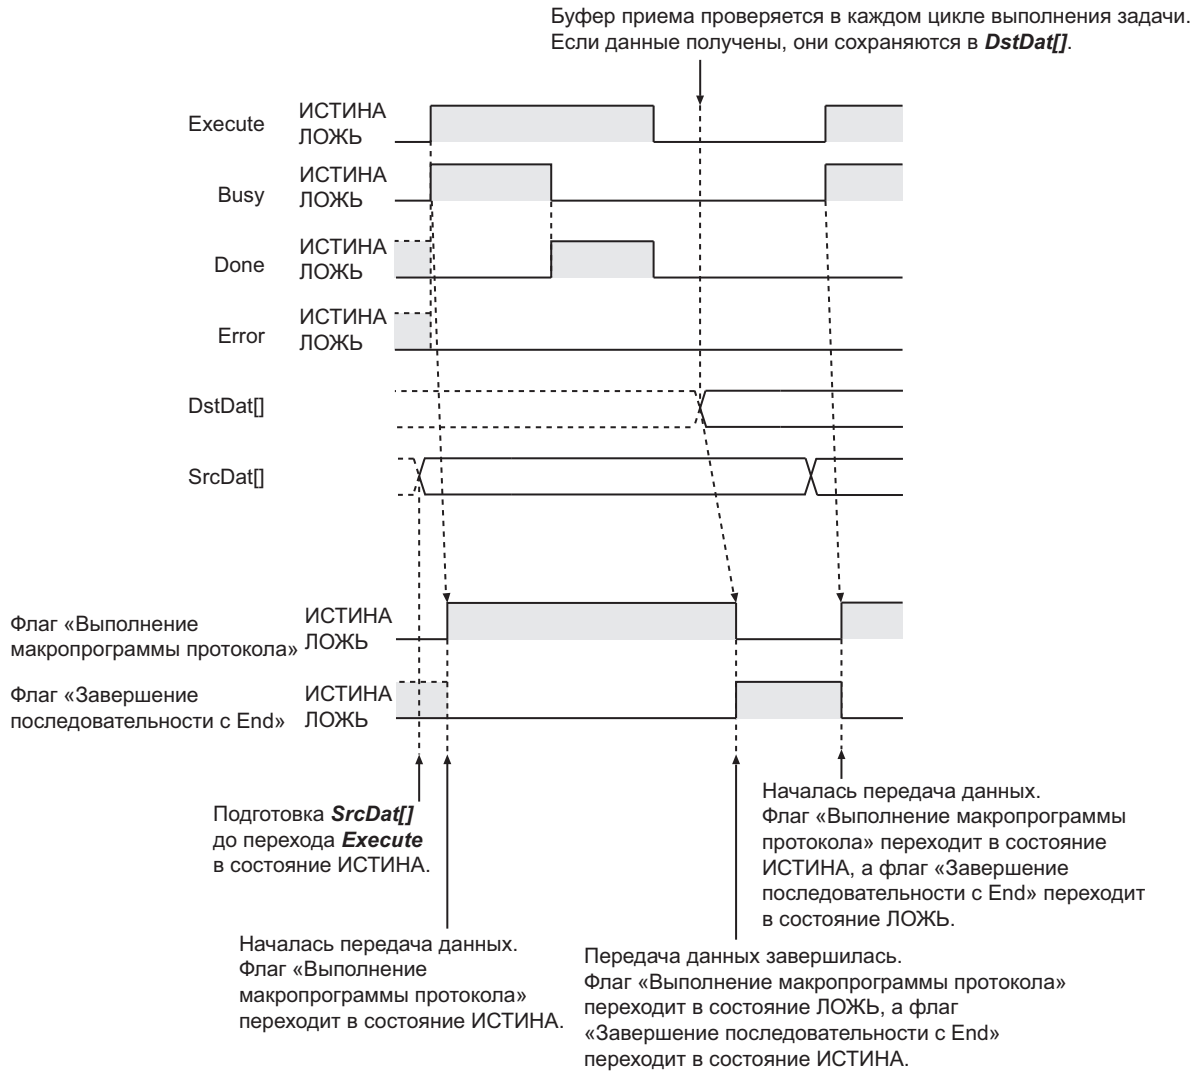 Буфер приема проверяется в каждом цикле выполнения задачи.
Если данные получены, они сохраняются в DstDat[].
Execute
ИСТИНА
ЛОЖЬ
Busy
ИСТИНА
ЛОЖЬ
Done
ИСТИНА
ЛОЖЬ
Error
ИСТИНА
ЛОЖЬ
DstDat[]
SrcDat[]
Флаг «Выполнение
макропрограммы протокола»
ИСТИНА
ЛОЖЬ
Флаг «Завершение
последовательности с End»
ИСТИНА
ЛОЖЬ
Подготовка SrcDat[]
до перехода Execute
в состояние ИСТИНА.
Началась передача данных.
Флаг «Выполнение макропрограммы
протокола» переходит в состояние
ИСТИНА, а флаг «Завершение
последовательности с End» переходит
в состояние ЛОЖЬ.
Началась передача данных.
Флаг «Выполнение
макропрограммы протокола»
переходит в состояние ИСТИНА.
Передача данных завершилась.
Флаг «Выполнение макропрограммы протокола»
переходит в состояние ЛОЖЬ, а флаг
«Завершение последовательности с End»
переходит в состояние ИСТИНА.